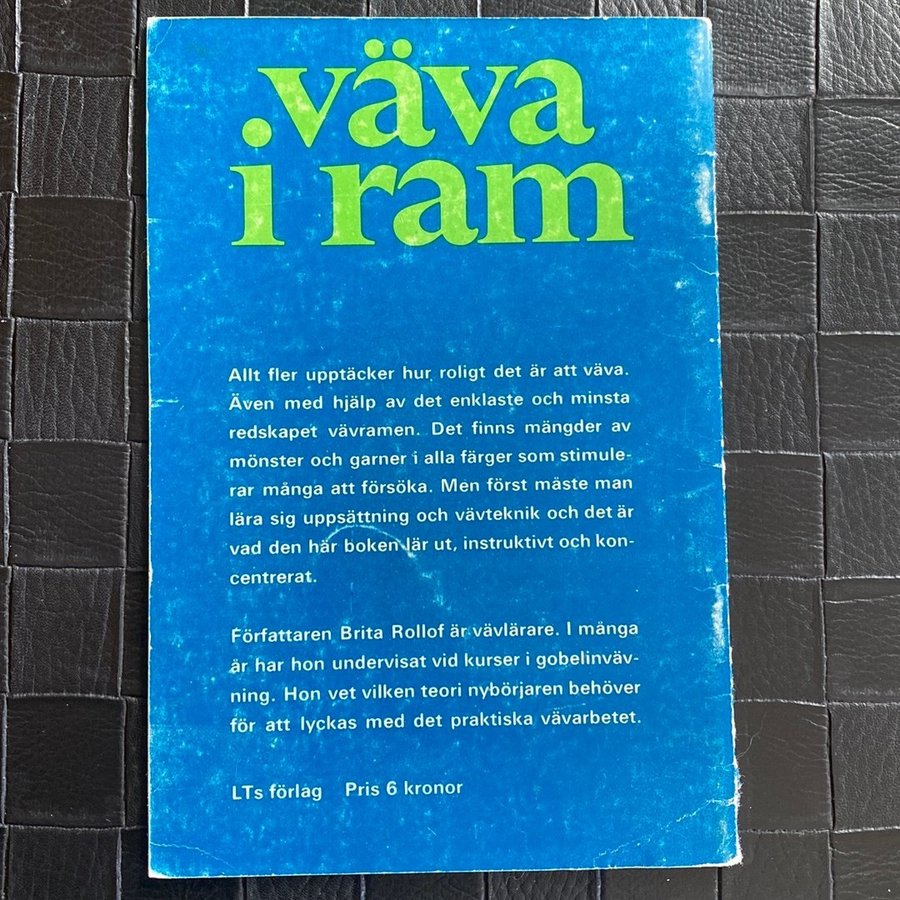 väva
i ram
Allt fler upptäcker hur roligt det är att väva.
Även med hjälp av det enklaste och minsta
redskapet vävramen. Det finns mängder av
mönster och garner i alla färger som stimule-
rar många att försöka. Men först måste man
lära sig uppsättning och vävteknik och det är
vad den här boken lär ut, instruktivt och kon-
centrerat.
Författaren Brita Rollof är vävlärare. I många
år har hon undervisat vid kurser i gobelinväv-
ning. Hon vet vilken teori nybörjaren behöver
för att lyckas med det praktiska vävarbetet.
LTs förlag Pris 6 kronor